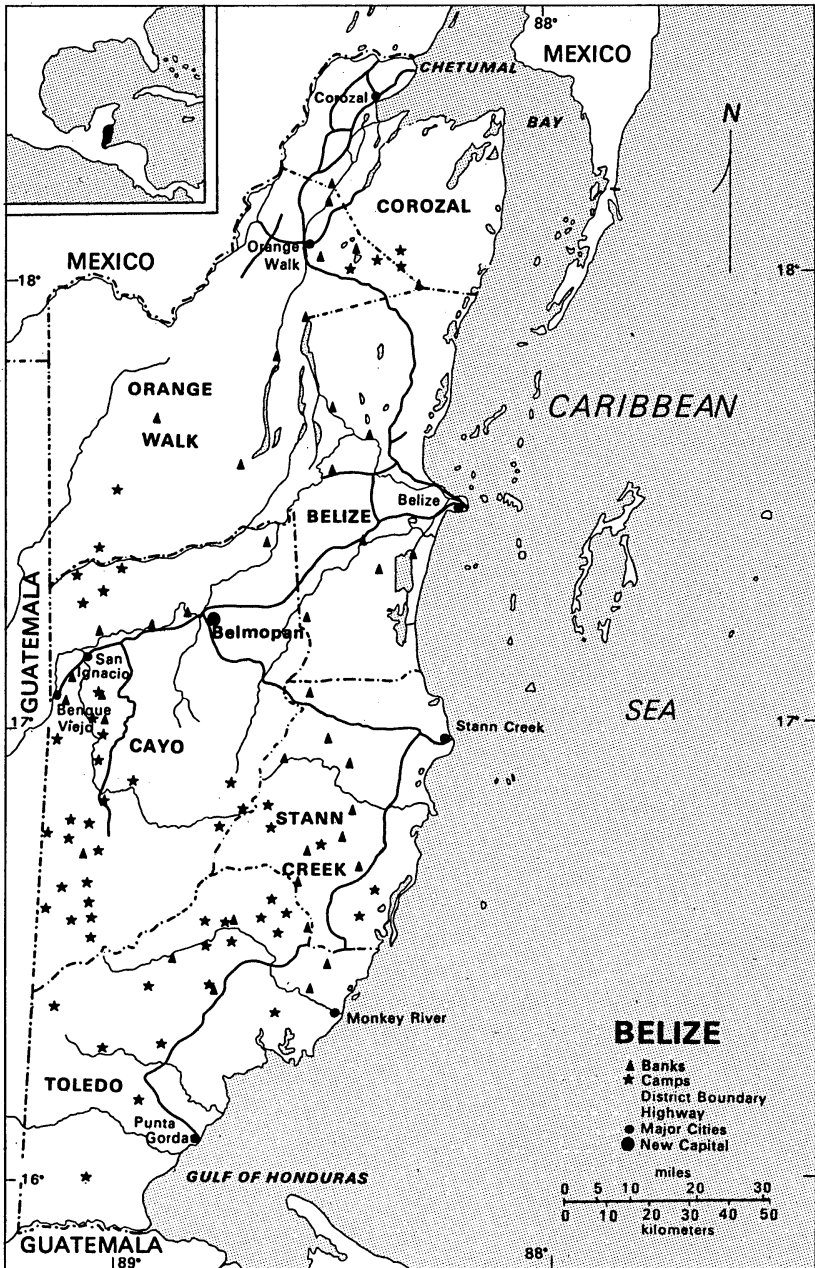 88°
MEXICO
CHETUMAL
Corozal
BAY
N
COROZAL
Orange
Walk
MEXICO
18°
18°
ORANGE
WALK
CARIBBEAN
Belize
BELIZE
GUATEMALA
Belmopan
San
Ignacio
Benque
Viejo
SEA
17°
17°
Stann Creek
CAYO
STANN
CREEK
Monkey River
BELIZE
Banks
Camps
District Boundary
Highway
Major Cities
New Capital
TOLEDO
Punta
Gorda
miles
0 5 10 20 30
0 10 20 30 40 50
kilometers
16°
GULF OF HONDURAS
GUATEMALA
89°
88°